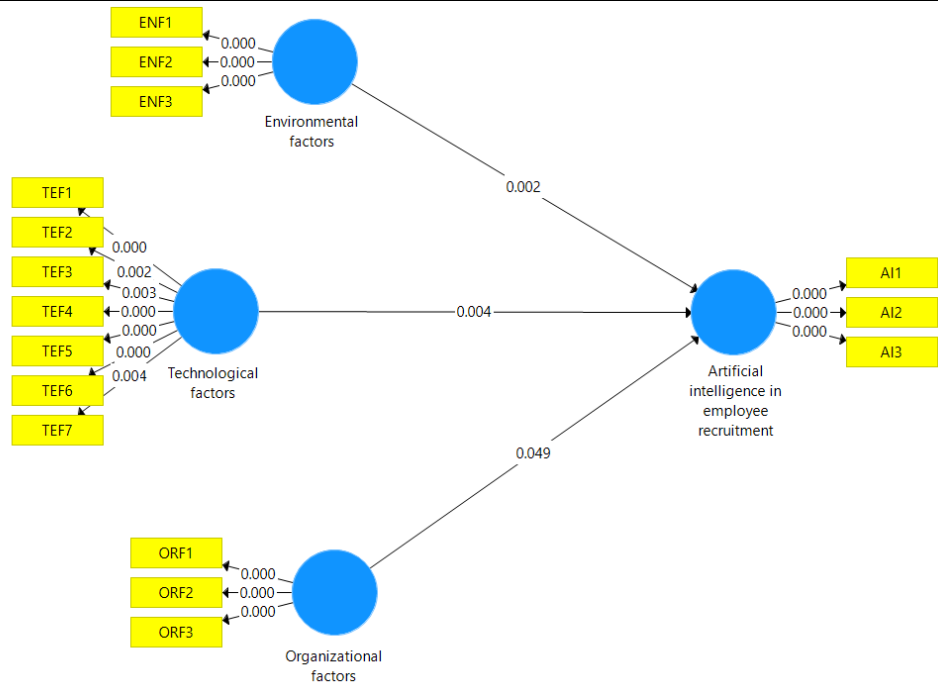 ENF1
0.000
ENF2
0.000
0.000
ENF3
Environmental
factors
0.002
TEF1
TEF2
0.000
TEF3
0.002
0.003
TEF4
0.000
0.000
TEF5
0.000
TEF6
0.004
TEF7
Technological
factors
0.004
AI1
0.000
AI2
0.000
0.000
AI3
Artificial
intelligence in
employee
recruitment
0.049
ORF1
0.000
ORF2
0.000
0.000
ORF3
Organizational
factors